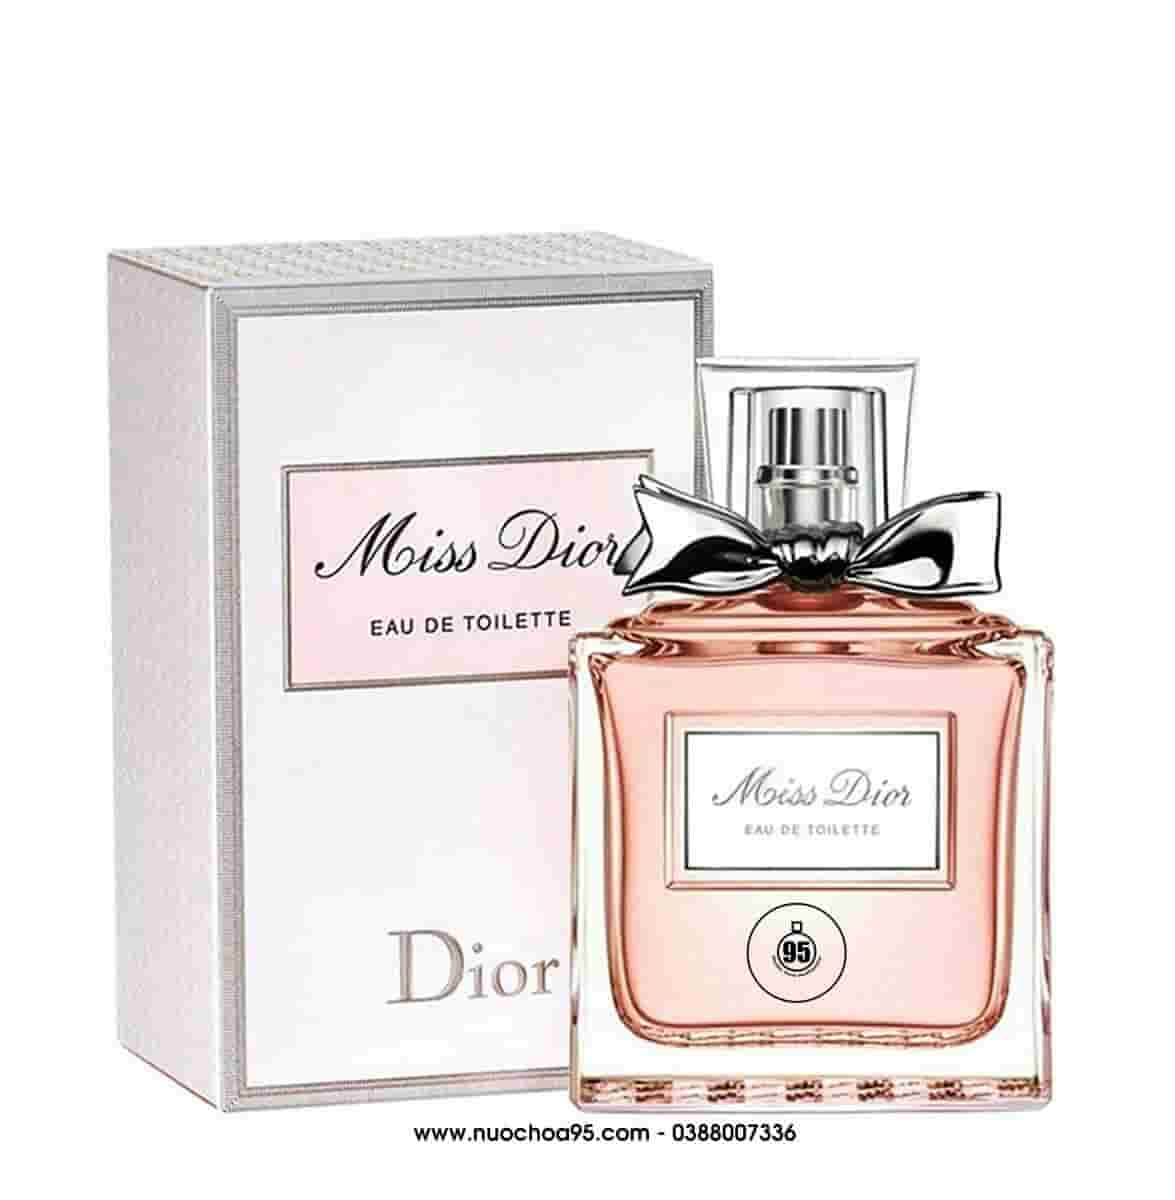 Miss Dior
EAU DE TOILETTE
Dior
Miss Dior
EAU DE TOILETTE
95
www.nuochoa95.com - 0388007336